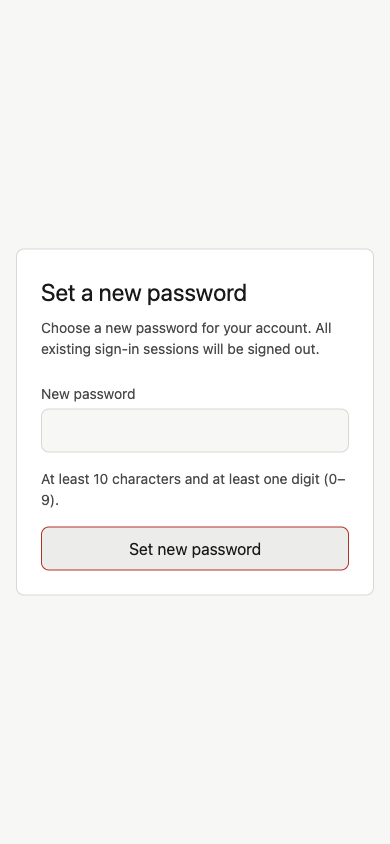 Set a new password
Choose a new password for your account. All
existing sign-in sessions will be signed out.
New password
At least 10 characters and at least one digit (0–
9).
Set new password